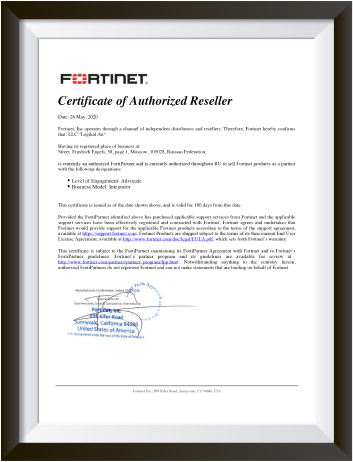 FORTINET
Certificate of Authorized Reseller
Date: 26 May, 2020
Fortinet, Inc operates through a channel of independent distributors and resellers. Therefore, Fortinet hereby confirms
that: LLC
Having its registered place of business at
Street: Friedrich Engels, Moscow, 105028, Russian Federation,
is currently an authorized FortiPartner and is currently authorized throughout RU to sell Fortinet products as a partner
with the following designations:
Level of Engagement: Advocate
Business Model: Integrator
This certificate is issued as of the date shown above, and is valid for 180 days from this date.
Provided the FortiPartner identified above has purchased applicable support services from Fortinet and the applicable
support services have been effectively registered and contracted with Fortinet, Fortinet agrees and undertakes that
Fortinet would provide support for the applicable Fortinet products according to the terms of the support agreement,
available at https://support.fortinet.com. Fortinet Products are shipped subject to the terms of its then-current End User
License Agreement, available at http://www.fortinet.com/doc/legal/EULA.pdf, which sets forth Fortinet's warranty.
This certificate is subject to the FortiPartner maintaining its FortiPartner Agreement with Fortinet and to Fortinet's
FortiPartner guidelines. Fortinet's partner program and its guidelines are available for review at
http://www.fortinet.com/partners/partner_program/fpp.html. Notwithstanding anything to the contrary herein,
authorized FortiPartners do not represent Fortinet and can not make statements that are binding on behalf of Fortinet
Fortinet, Inc.
899 Kifer Road
Sunnyvale, California 94086
United States of America
Fortinet Inc., 899 Kifer Road, Sunnyvale, CA 94086, USA